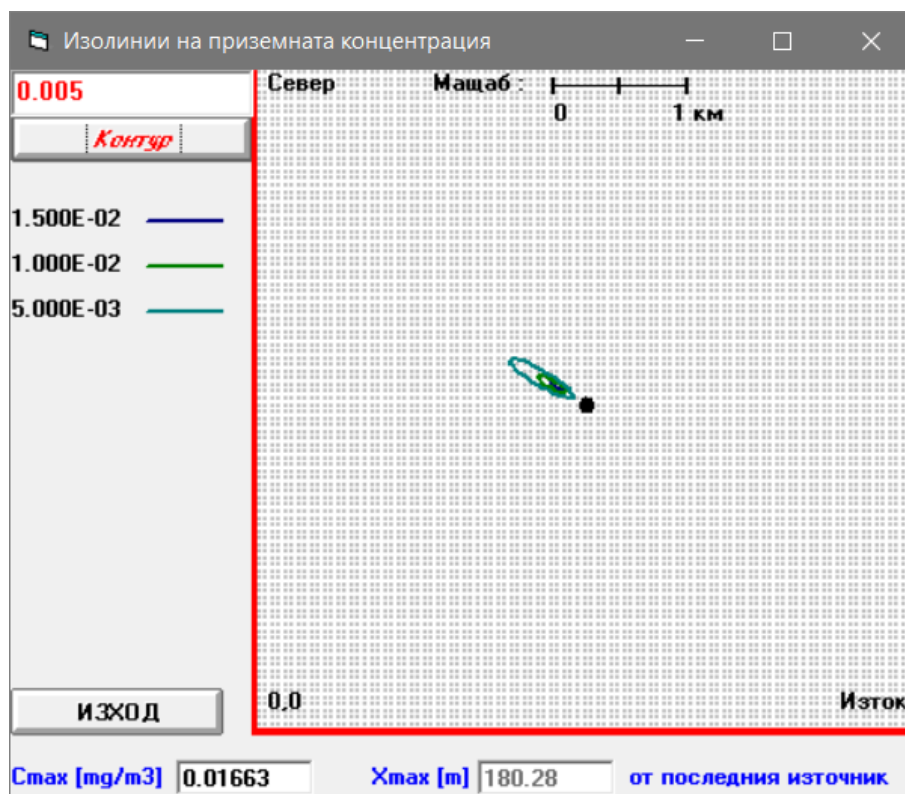 Изолинии на приземната концентрация
0.005
Север
Мащаб :
0
1 км
Контур
1.500E-02
1.000E-02
5.000E-03
0,0
Изток
ИЗХОД
Cmax [mg/m3] 0.01663 Xmax [m] 180.28 от последния източник